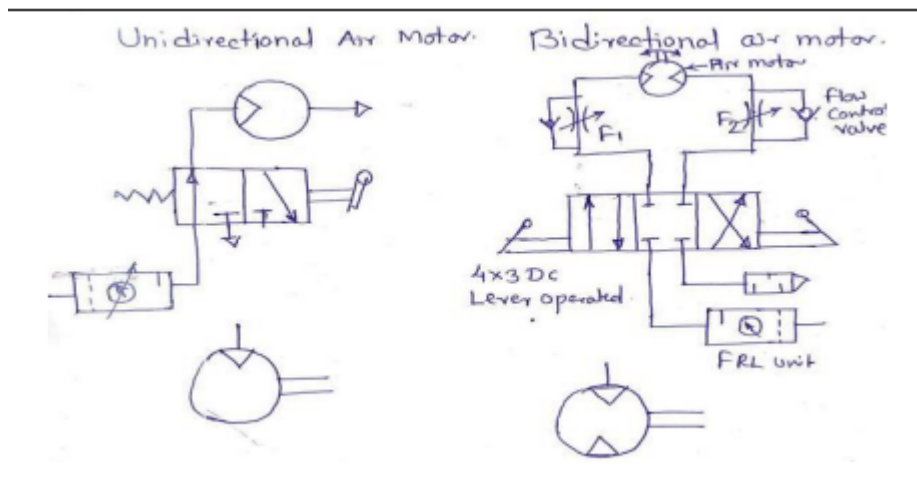 Unidirectional Air Motor.
Bidirectional air motor.
Air motor
F1
F2
Flow
control
valve
4x3 DC
Lever operated.
FRL unit